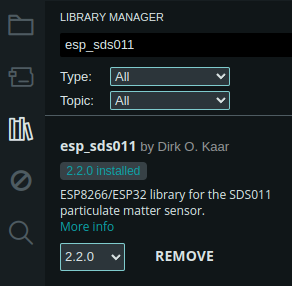 LIBRARY MANAGER
esp_sds011
Type: All
Topic: All
esp_sds011 by Dirk O. Kaar
2.2.0 installed
ESP8266/ESP32 library for the SDS011
particulate matter sensor.
More info
2.2.0 REMOVE